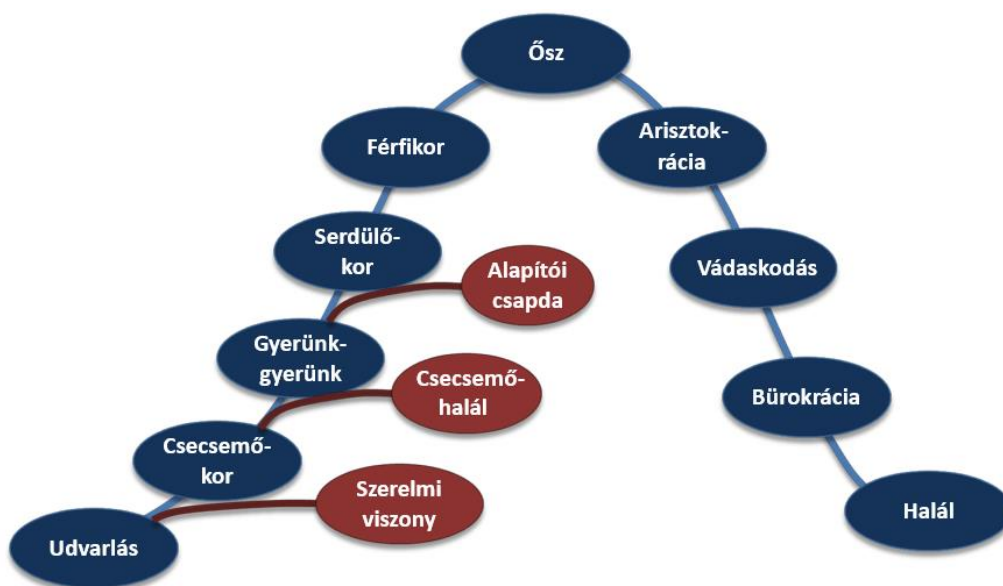 Ősz
Férfikor
Arisztok-
rácia
Serdülő-
kor
Alapítói
csapda
Vádaskodás
Gyerünk-
gyerünk
Csecsemő-
halál
Bürokrácia
Csecsemő-
kor
Szerelmi
viszony
Udvarlás
Halál